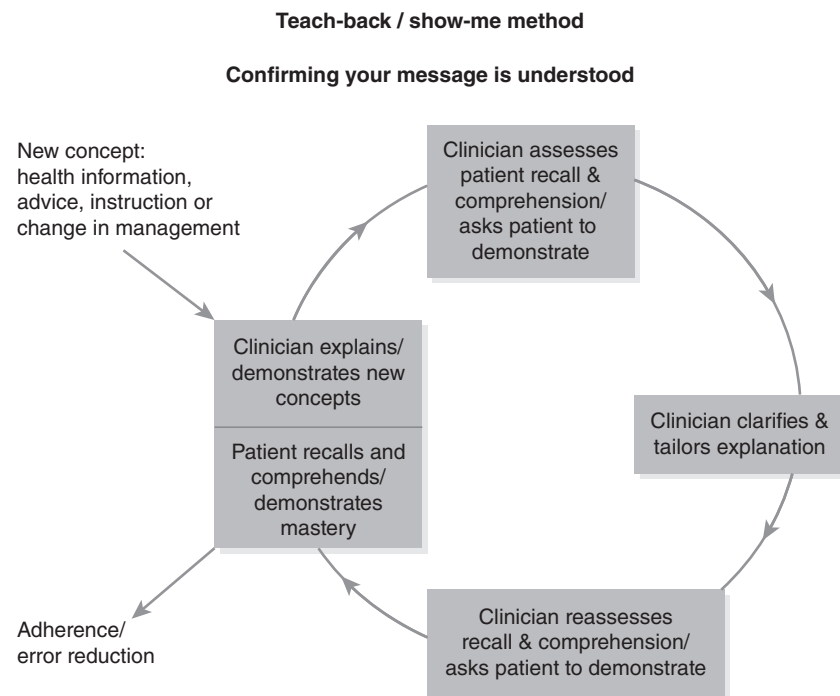 Teach-back / show-me method
Confirming your message is understood
New concept:
health information,
advice, instruction or
change in management
Clinician assesses
patient recall &
comprehension/
asks patient to
demonstrate
Clinician explains/
demonstrates new
concepts
Clinician clarifies &
tailors explanation
Patient recalls and
comprehends/
demonstrates
mastery
Clinician reassesses
recall & comprehension/
asks patient to demonstrate
Adherence/
error reduction